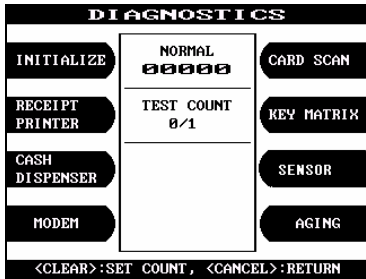 DIAGNOSTICS
INITIALIZE
NORMAL
00000
CARD SCAN
RECEIPT
PRINTER
TEST COUNT
0/1
KEY MATRIX
CASH
DISPENSER
SENSOR
MODEM
AGING
<CLEAR>:SET COUNT, <CANCEL>:RETURN